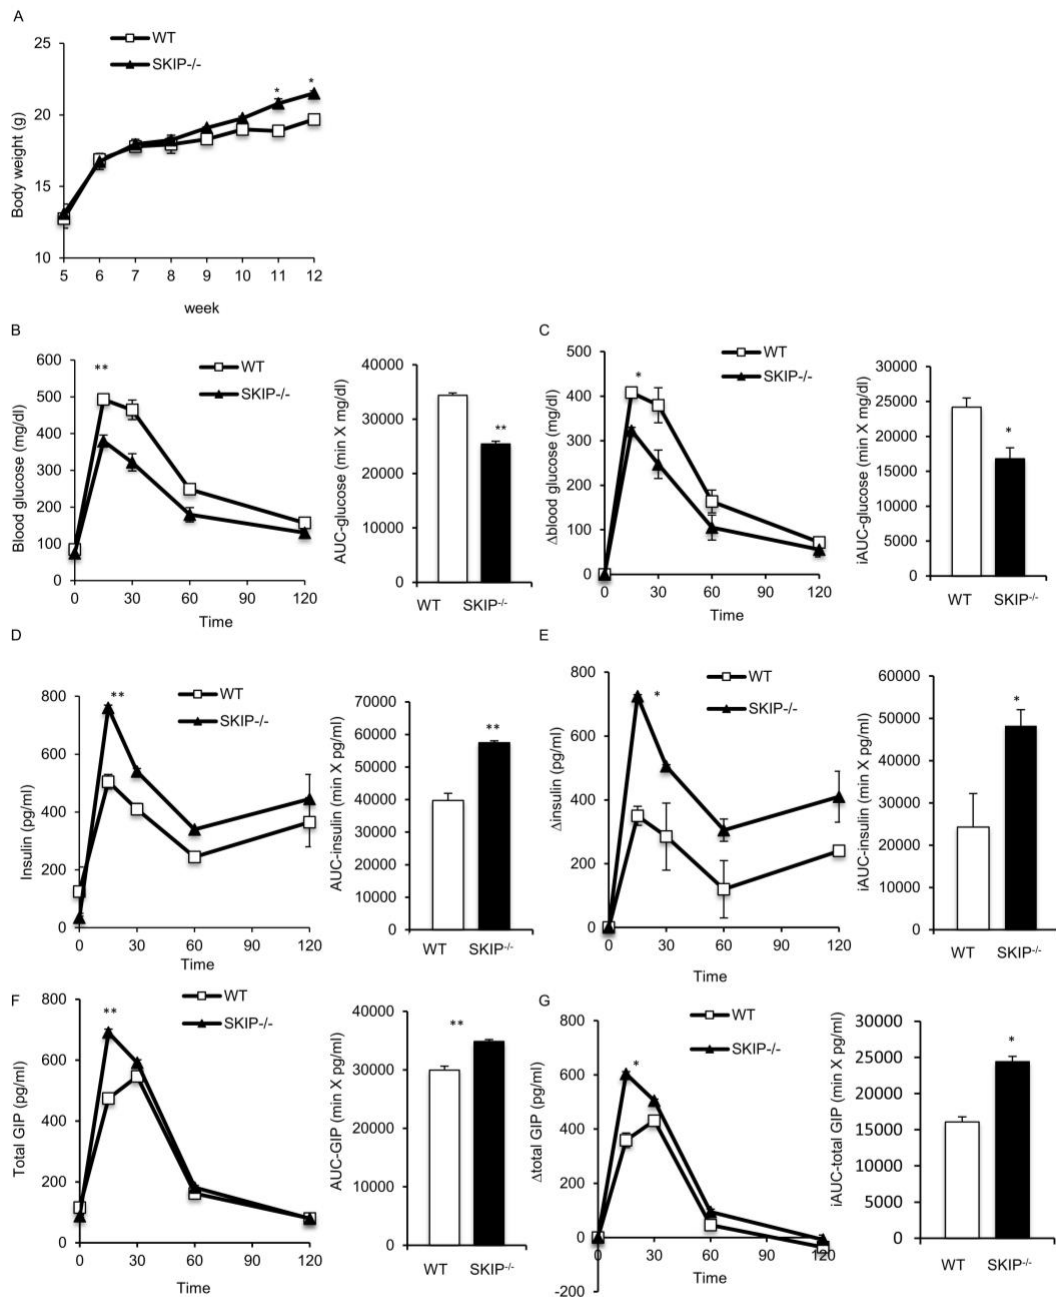 A
WT
SKIP-/-
25
20
15
10
Body weight (g)
* *
5 6 7 8 9 10 11 12
week
B
WT
SKIP-/-
**
600
500
400
300
200
100
0
Blood glucose (mg/dl)
0 30 60 90 120
Time
40000
30000
20000
10000
0
AUC-glucose (min X mg/dl)
**
WT SKIP-/-
C
WT
SKIP-/-
*
500
400
300
200
100
0
Δblood glucose (mg/dl)
0 30 60 90 120
Time
30000
25000
20000
15000
10000
5000
0
iAUC-glucose (min X mg/dl)
*
WT SKIP-/-
D
WT
SKIP-/-
**
800
600
400
200
0
Insulin (pg/ml)
0 30 60 90 120
Time
70000
60000
50000
40000
30000
20000
10000
0
AUC-insulin (min X pg/ml)
**
WT SKIP-/-
E
WT
SKIP-/-
*
800
600
400
200
0
Δinsulin (pg/ml)
0 30 60 90 120
Time
60000
50000
40000
30000
20000
10000
0
iAUC-insulin (min X pg/ml)
*
WT SKIP-/-
F
WT
SKIP-/-
**
800
600
400
200
0
Total GIP (pg/ml)
0 30 60 90 120
Time
40000
30000
20000
10000
0
AUC-GIP (min X pg/ml)
**
WT SKIP-/-
G
WT
SKIP-/-
*
800
600
400
200
0
-200
Δtotal GIP (pg/ml)
0 30 60 90 120
Time
30000
25000
20000
15000
10000
5000
0
iAUC-total GIP (min X pg/ml)
*
WT SKIP-/-